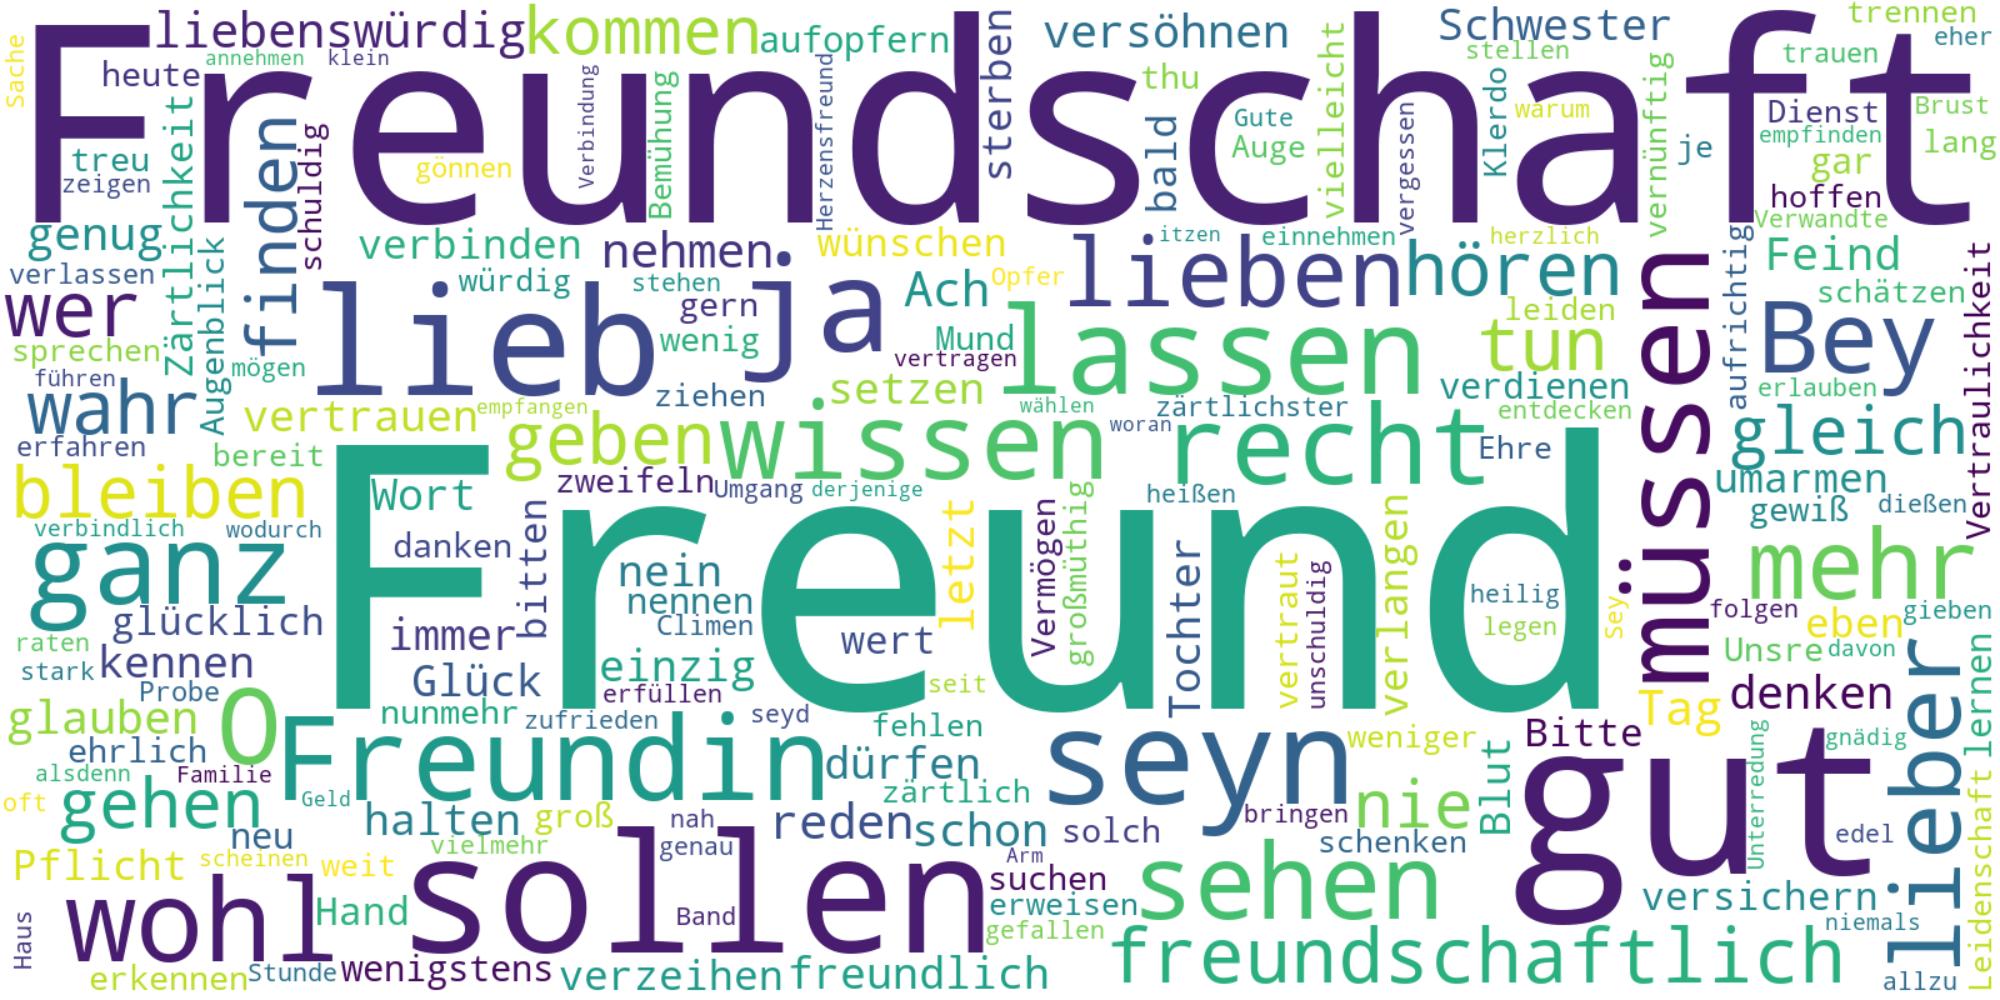 Freundschaft
liebenswürdig
kommen
aufopfern
sterben
versöhnen
Schwester
trennen
eher
Sache
heute
annehmen
klein
Verbindung
Bemühung
Herzensfreund
thu
vielleicht
stellen
trauen
Klerdo
warum
vernünftig
Dienst
Brust
empfinden
lang
treu
zeigen
zärtlichkeit
finden
schuldig
gönnen
bald
Gute
Auge
vergessen
je
gar
hoffen
Verwandte
genug
verlassen
Augenblick
verbinden
nehmen
wünschen
itzen
einnehmen
herzlich
aufrichtig
Feind
Vertraulichkeit
wer
würdig
stehen
gern
ja
Ach
Opfer
lieben
hören
schätzen
müssen
sprechen
lieb
wenig
Mund
vertragen
lassen
leiden
tun
Bey
führen
mögen
wahr
ziehen
setzen
verdienen
erlauben
vertrauen
empfangen
wählen
zärtlichster
entdecken
erfahren
bereit
geben
wissen
woran
recht
Ehre
gleich
bleiben
Wort
zweifeln
Umgang
derjenige
heißen
umarmen
gewiß
dießen
verbindlich
wodurch
Freund
danken
bitten
letzt
Vermögen
großmüthig
verlangen
mehr
ganz
nein
nennen
Climen
wert
Tochter
vertraut
unschuldig
heilig
legen
Sey
folgen
eben
gieben
glücklich
immer
raten
stark
kennen
Probe
Glück
einzig
erfüllen
seit
Unsre
davon
lieber
lernen
glauben
O
nunmehr
zufrieden
seyd
fehlen
Tag
denken
ehrlich
Freundin
dürfen
seyn
weniger
Bitte
Unterredung
gnädig
alsdenn
Familie
oft
gehen
Geld
zärtlich
bringen
nie
Blut
gut
Leidenschaft
neu
halten
groß
nah
reden
schon
solch
schenken
edel
Pflicht
scheinen
weit
vielmehr
genau
Arm
suchen
sehen
versichern
wohl
Hand
sollen
Band
erweisen
gefallen
niemals
Haus
erkennen
Stunde
wenigstens
verzeihen
freundlich
freundschaftlich
allzu